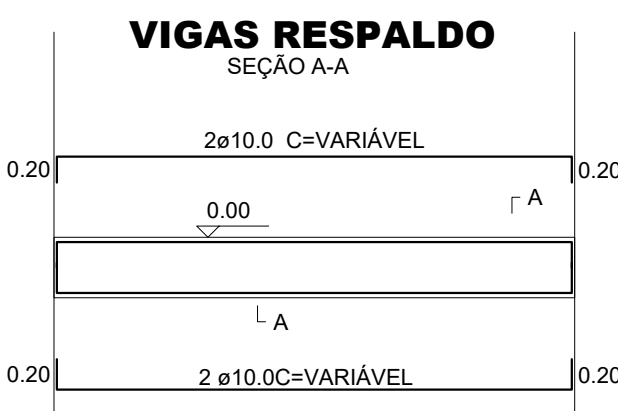 VIGAS RESPALDO
SEÇÃO A-A
2ø10.0 C=VARIÁVEL
0.20 0.20
A
0.00
A
0.20 2 ø10.0C=VARIÁVEL 0.20